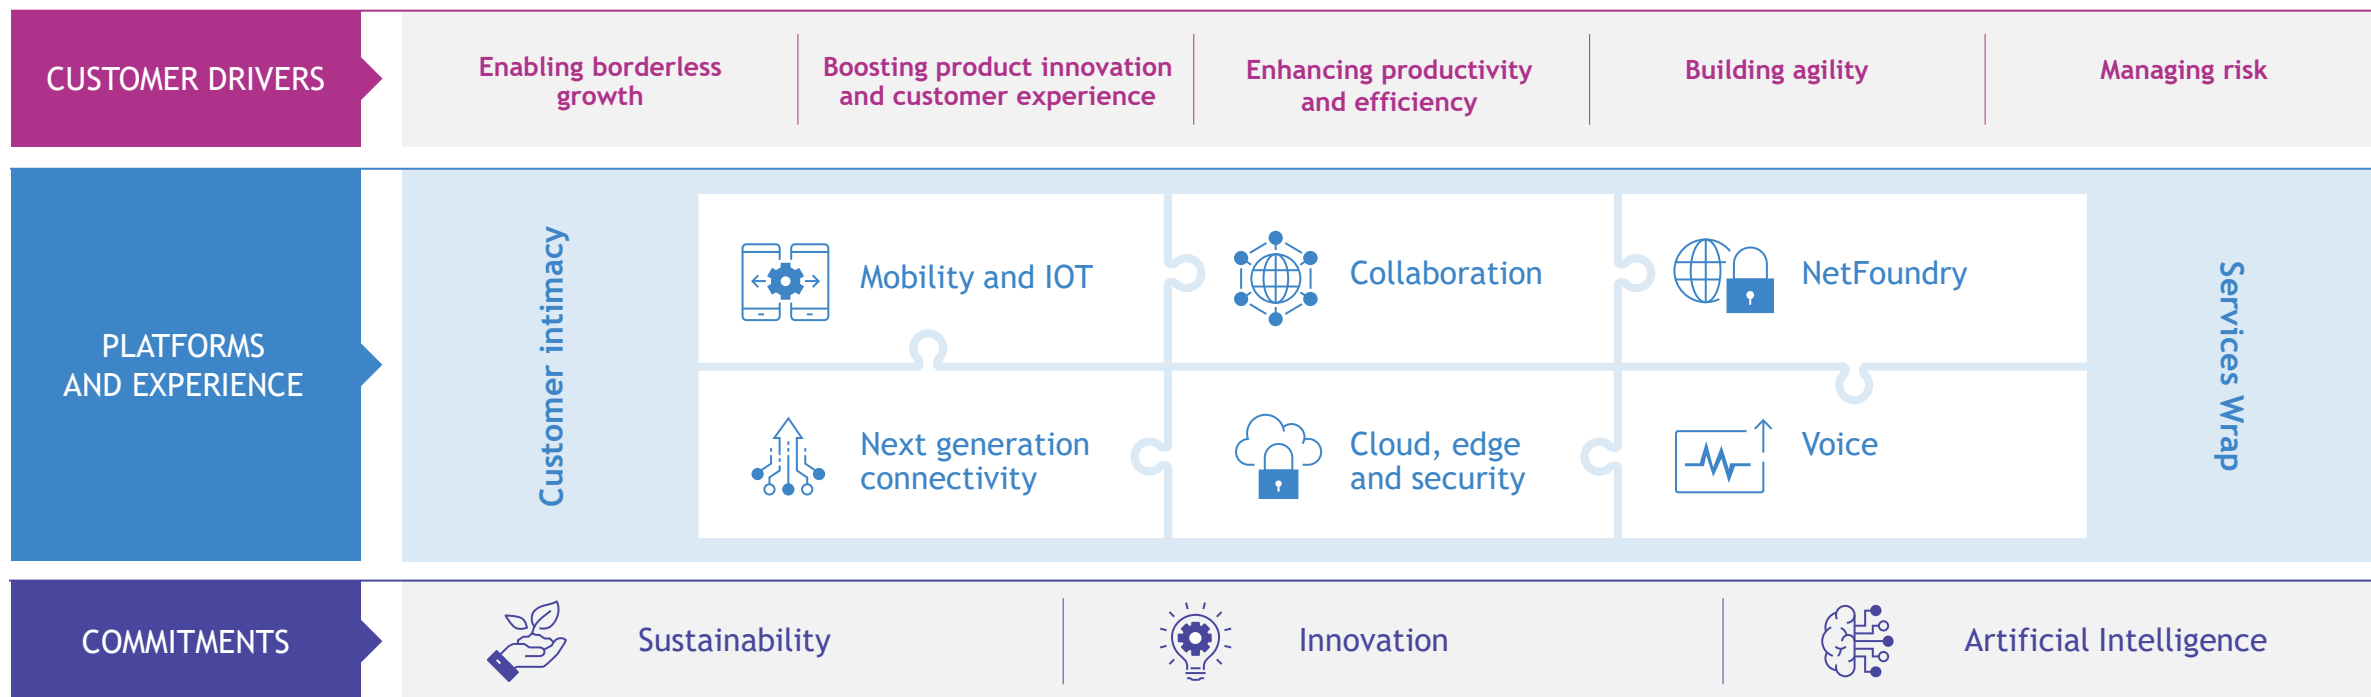 CUSTOMER DRIVERS
Enabling borderless
growth
Boosting product innovation
and customer experience
Enhancing productivity
and efficiency
Building agility
Managing risk
PLATFORMS
AND EXPERIENCE
Customer intimacy
Mobility and IOT
Collaboration
NetFoundry
Next generation
connectivity
Cloud, edge
and security
Voice
Services Wrap
COMMITMENTS
Sustainability
Innovation
Artificial Intelligence